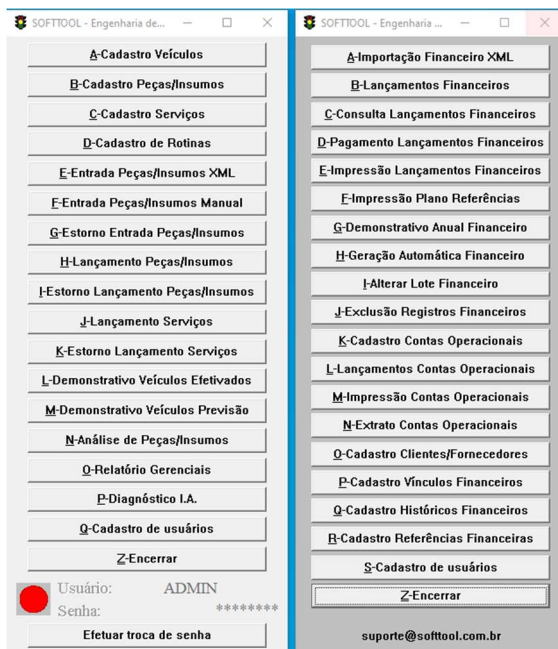 SOFTTOOL - Engenharia de...
A-Cadastro Veículos
B-Cadastro Peças/Insumos
C-Cadastro Serviços
D-Cadastro de Rotinas
E-Entrada Peças/Insumos XML
F-Entrada Peças/Insumos Manual
G-Estorno Entrada Peças/Insumos
H-Lançamento Peças/Insumos
I-Estorno Lançamento Peças/Insumos
J-Lançamento Serviços
K-Estorno Lançamento Serviços
L-Demonstrativo Veículos Efetivados
M-Demonstrativo Veículos Previsão
N-Análise de Peças/Insumos
O-Relatório Gerenciais
P-Diagnóstico I.A.
Q-Cadastro de usuários
Z-Encerrar
Usuário: ADMIN
Senha: ********
Efetuar troca de senha
SOFTTOOL - Engenharia ...
A-Importação Financeiro XML
B-Lançamentos Financeiros
C-Consulta Lançamentos Financeiros
D-Pagamento Lançamentos Financeiros
E-Impressão Lançamentos Financeiros
F-Impressão Plano Referências
G-Demonstrativo Anual Financeiro
H-Geração Automática Financeiro
I-Alterar Lote Financeiro
J-Exclusão Registros Financeiros
K-Cadastro Contas Operacionais
L-Lançamentos Contas Operacionais
M-Impressão Contas Operacionais
N-Extrato Contas Operacionais
O-Cadastro Clientes/Fornecedores
P-Cadastro Vínculos Financeiros
Q-Cadastro Históricos Financeiros
R-Cadastro Referências Financeiras
S-Cadastro de usuários
Z-Encerrar
suporte@softtool.com.br